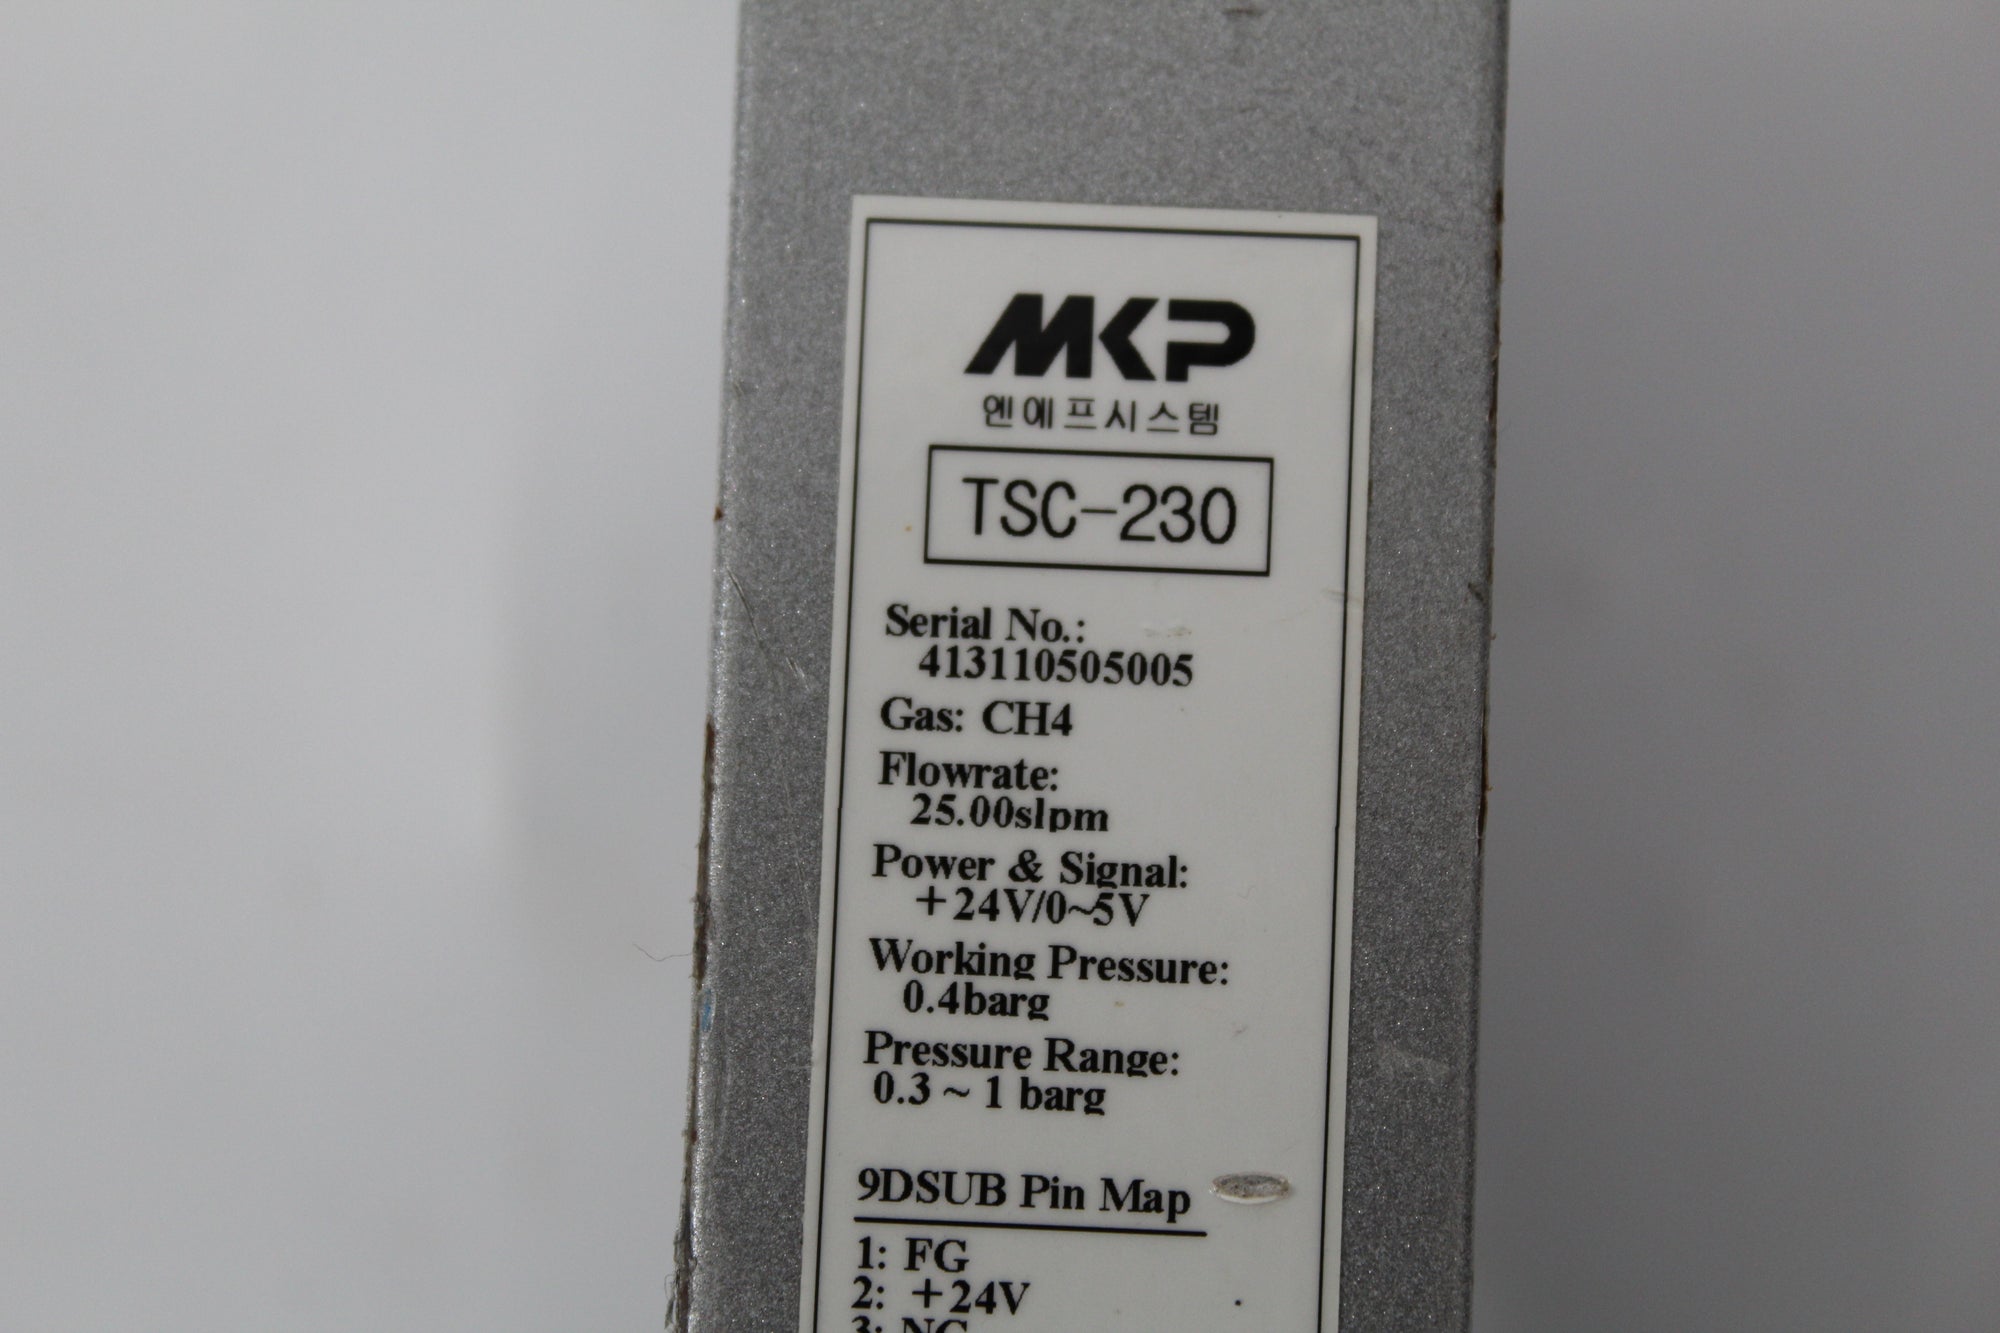 MKP
엔에프시스템
TSC-230
Serial No.:
413110505005
Gas: CH4
Flowrate:
25.00slpm
Power & Signal:
+24V/0~5V
Working Pressure:
0.4barg
Pressure Range:
0.3 ~ 1 barg
9DSUB Pin Map
1: FG
2: +24V
3: NC